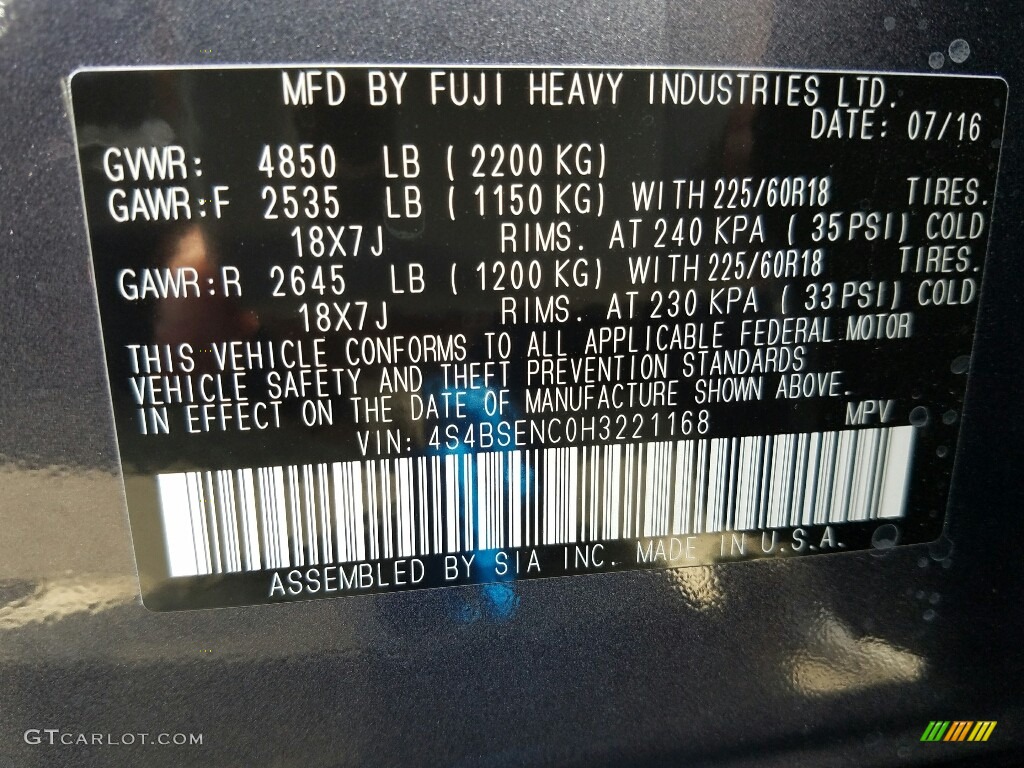 MFD BY FUJI HEAVY INDUSTRIES LTD.
DATE: 07/16
GVWR: 4850 LB ( 2200 KG)
GAWR:F 2535 LB ( 1150 KG) WITH 225/60R18 TIRES.
18X7J RIMS. AT 240 KPA ( 35 PSI) COLD
GAWR:R 2645 LB ( 1200 KG) WITH 225/60R18 TIRES.
18X7J RIMS. AT 230 KPA ( 33 PSI) COLD
THIS VEHICLE CONFORMS TO ALL APPLICABLE FEDERAL MOTOR
VEHICLE SAFETY AND THEFT PREVENTION STANDARDS
IN EFFECT ON THE DATE OF MANUFACTURE SHOWN ABOVE.
VIN: 4S4BSENC0H3221168 MPV
ASSEMBLED BY SIA INC. MADE IN U.S.A.
GTCARLOT.COM